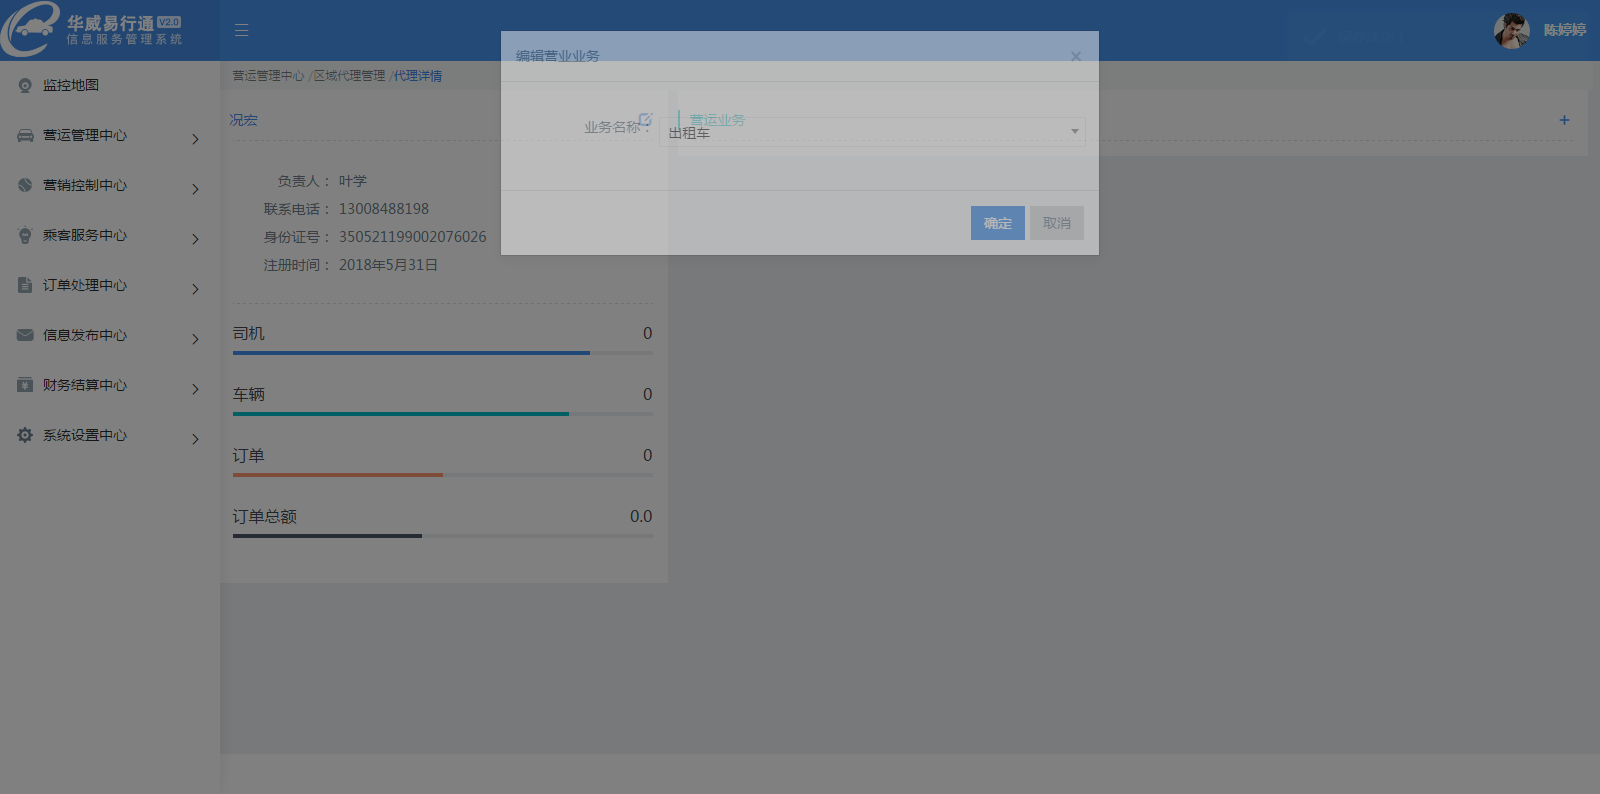 华威易行通 V2.0
信息服务管理系统
陈婷婷
监控地图
营运管理中心
营销控制中心
乘客服务中心
订单处理中心
信息发布中心
财务结算中心
系统设置中心
营运管理中心 /区域代理管理 /代理详情
况宏
负责人： 叶学
联系电话： 13008488198
身份证号： 350521199002076026
注册时间： 2018年5月31日
司机 0
车辆 0
订单 0
订单总额 0.0
营运业务 +
编辑营业业务 ×
业务名称： 出租车
确定 取消